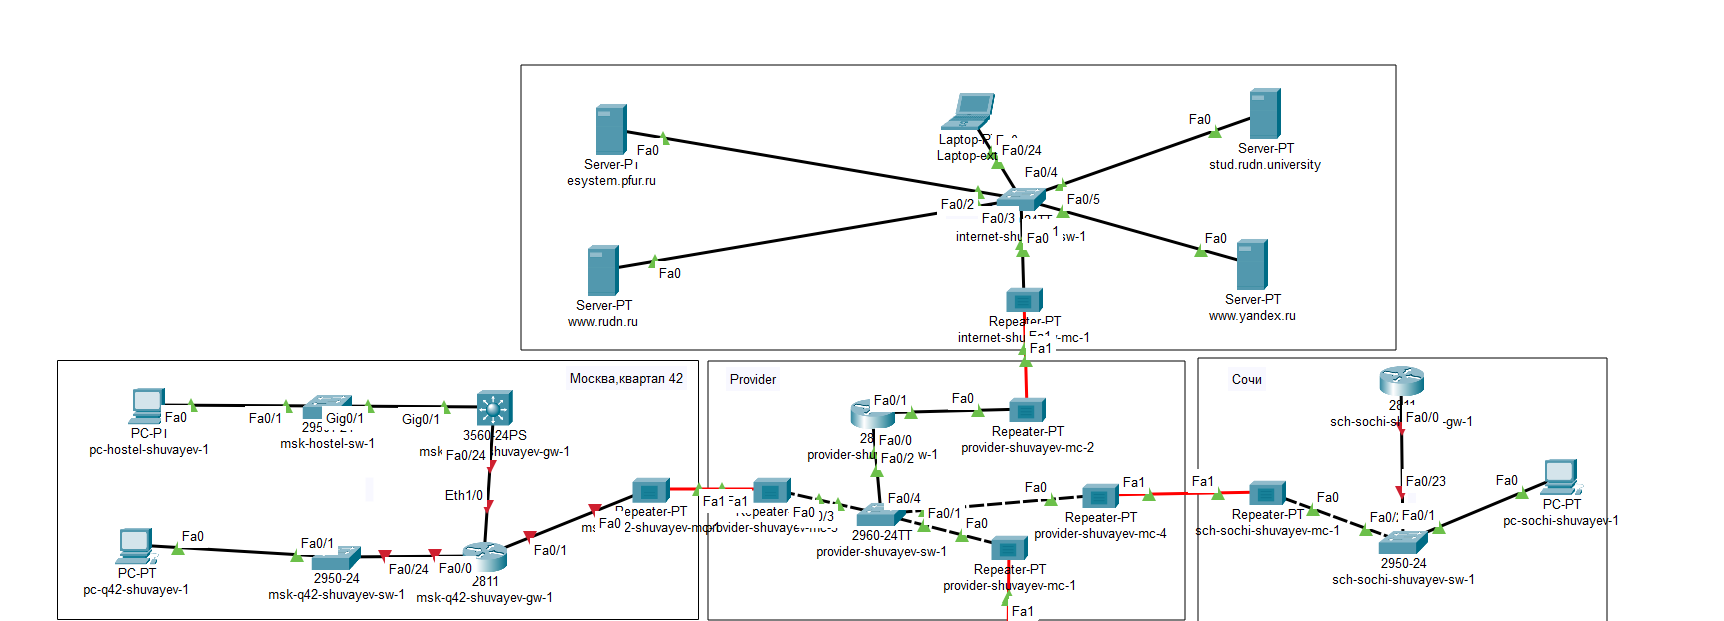 Fa0
Server-PT
esystem.pfur.ru
Fa0/2
Fa0
Server-PT
www.rudn.ru
Laptop-ext
Fa0/24
Fa0/4
Fa0/3
Fa0/5
Fa0
Fa0
Server-PT
stud.rudn.university
Fa0
Server-PT
www.yandex.ru
Repeater-PT
Fa1
Москва,квартал 42
Fa0
PC-PT
pc-hostel-shuvayev-1
Fa0/1
Gig0/1
msk-hostel-sw-1
Gig0/1
3560-24PS
Fa0/24
Eth1/0
Fa0
PC-PT
pc-q42-shuvayev-1
Fa0/1
2950-24
msk-q42-shuvayev-sw-1
Fa0/24
Fa0/0
2811
msk-q42-shuvayev-gw-1
Fa0/1
Fa0
Repeater-PT
Fa1
Provider
Fa0/1
Fa0
Repeater-PT
provider-shuvayev-mc-2
Fa0/0
Fa0/2
Fa0
Fa0/4
Fa0/1
2960-24TT
provider-shuvayev-sw-1
Fa0
Fa0
Repeater-PT
provider-shuvayev-mc-4
Fa1
Repeater-PT
provider-shuvayev-mc-1
Fa1
Сочи
Fa0/0
Fa1
Repeater-PT
sch-sochi-shuvayev-mc-1
Fa0
Fa0/23
Fa0/1
2950-24
sch-sochi-shuvayev-sw-1
Fa0
PC-PT
pc-sochi-shuvayev-1